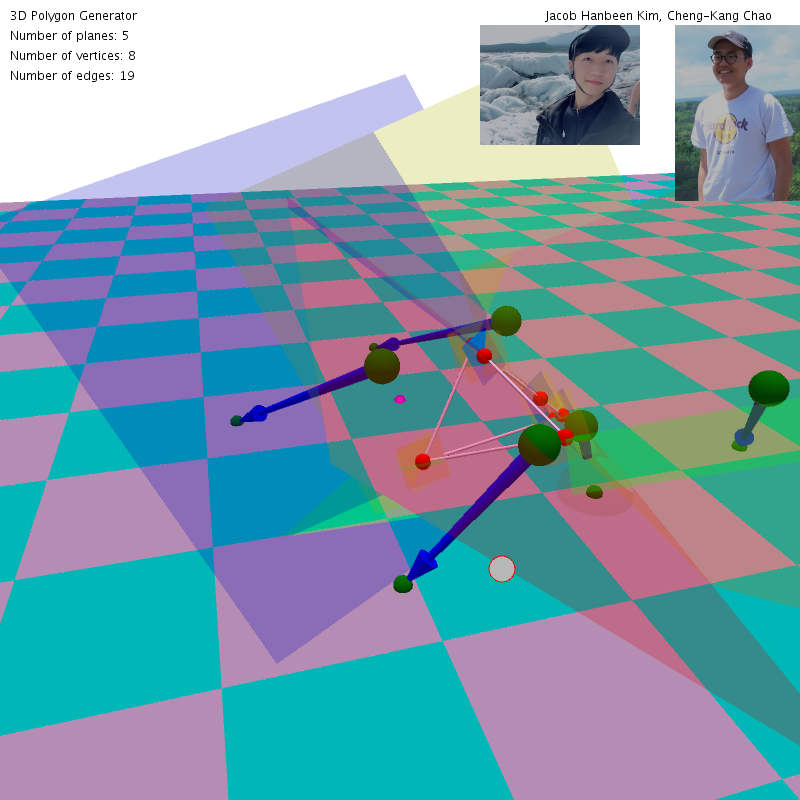 3D Polygon Generator
Jacob Hanbeen Kim, Cheng-Kang Chao
Number of planes: 5
Number of vertices: 8
Number of edges: 19